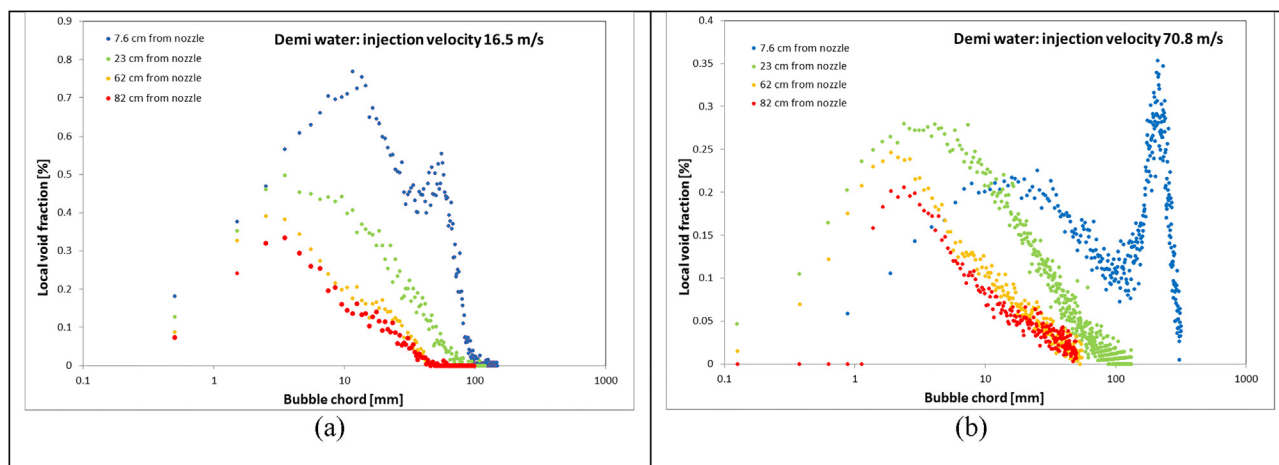 Demi water: injection velocity 16.5 m/s
7.6 cm from nozzle
23 cm from nozzle
62 cm from nozzle
82 cm from nozzle
Local void fraction [%]
0.9
0.8
0.7
0.6
0.5
0.4
0.3
0.2
0.1
0
0.1 1 10 100 1000
Bubble chord [mm]
(a)
Demi water: injection velocity 70.8 m/s
7.6 cm from nozzle
23 cm from nozzle
62 cm from nozzle
82 cm from nozzle
Local void fraction [%]
0.4
0.35
0.3
0.25
0.2
0.15
0.1
0.05
0
0.1 1 10 100 1000
Bubble chord [mm]
(b)